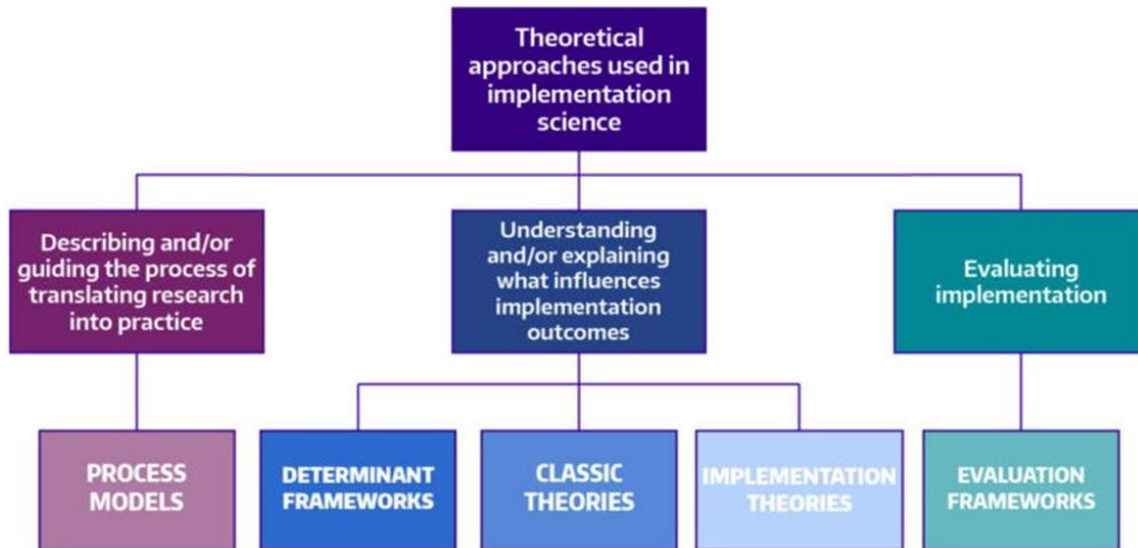 Theoretical
approaches used in
implementation
science
Describing and/or
guiding the process of
translating research
into practice
Understanding
and/or explaining
what influences
implementation
outcomes
Evaluating
implementation
PROCESS
MODELS
DETERMINANT
FRAMEWORKS
CLASSIC
THEORIES
IMPLEMENTATION
THEORIES
EVALUATION
FRAMEWORKS